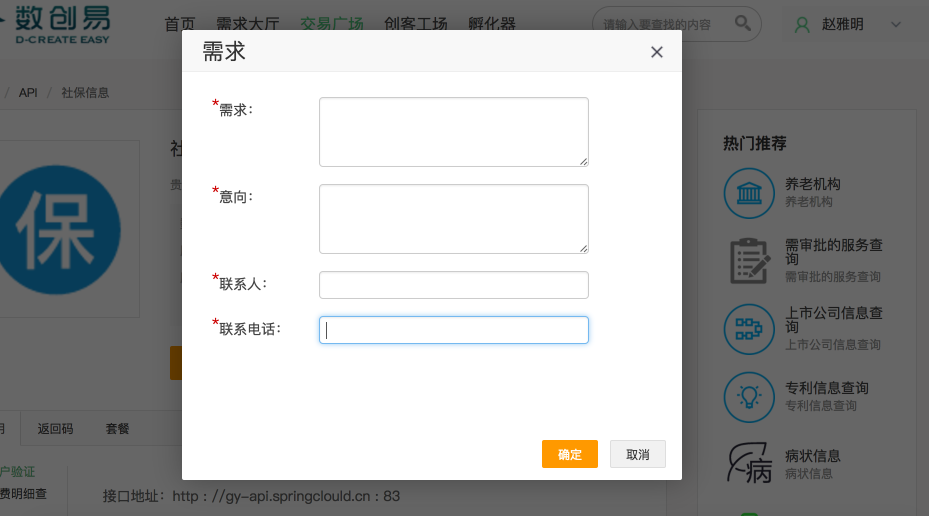 数创易
D-CREATE EASY
首页 需求大厅 交易广场 创客工场 孵化器
请输入要查找的内容
赵雅明
/ API / 社保信息
需求
×
*需求：
*意向：
*联系人：
*联系电话：
确定 取消
社
贵
保
热门推荐
养老机构
养老机构
需审批的服务查
询
需审批的服务查询
上市公司信息查
询
上市公司信息查询
专利信息查询
专利信息查询
病
病状信息
病状信息
返回码 套餐
户验证
费明细查
接口地址：http : //gy-api.springclould.cn : 83